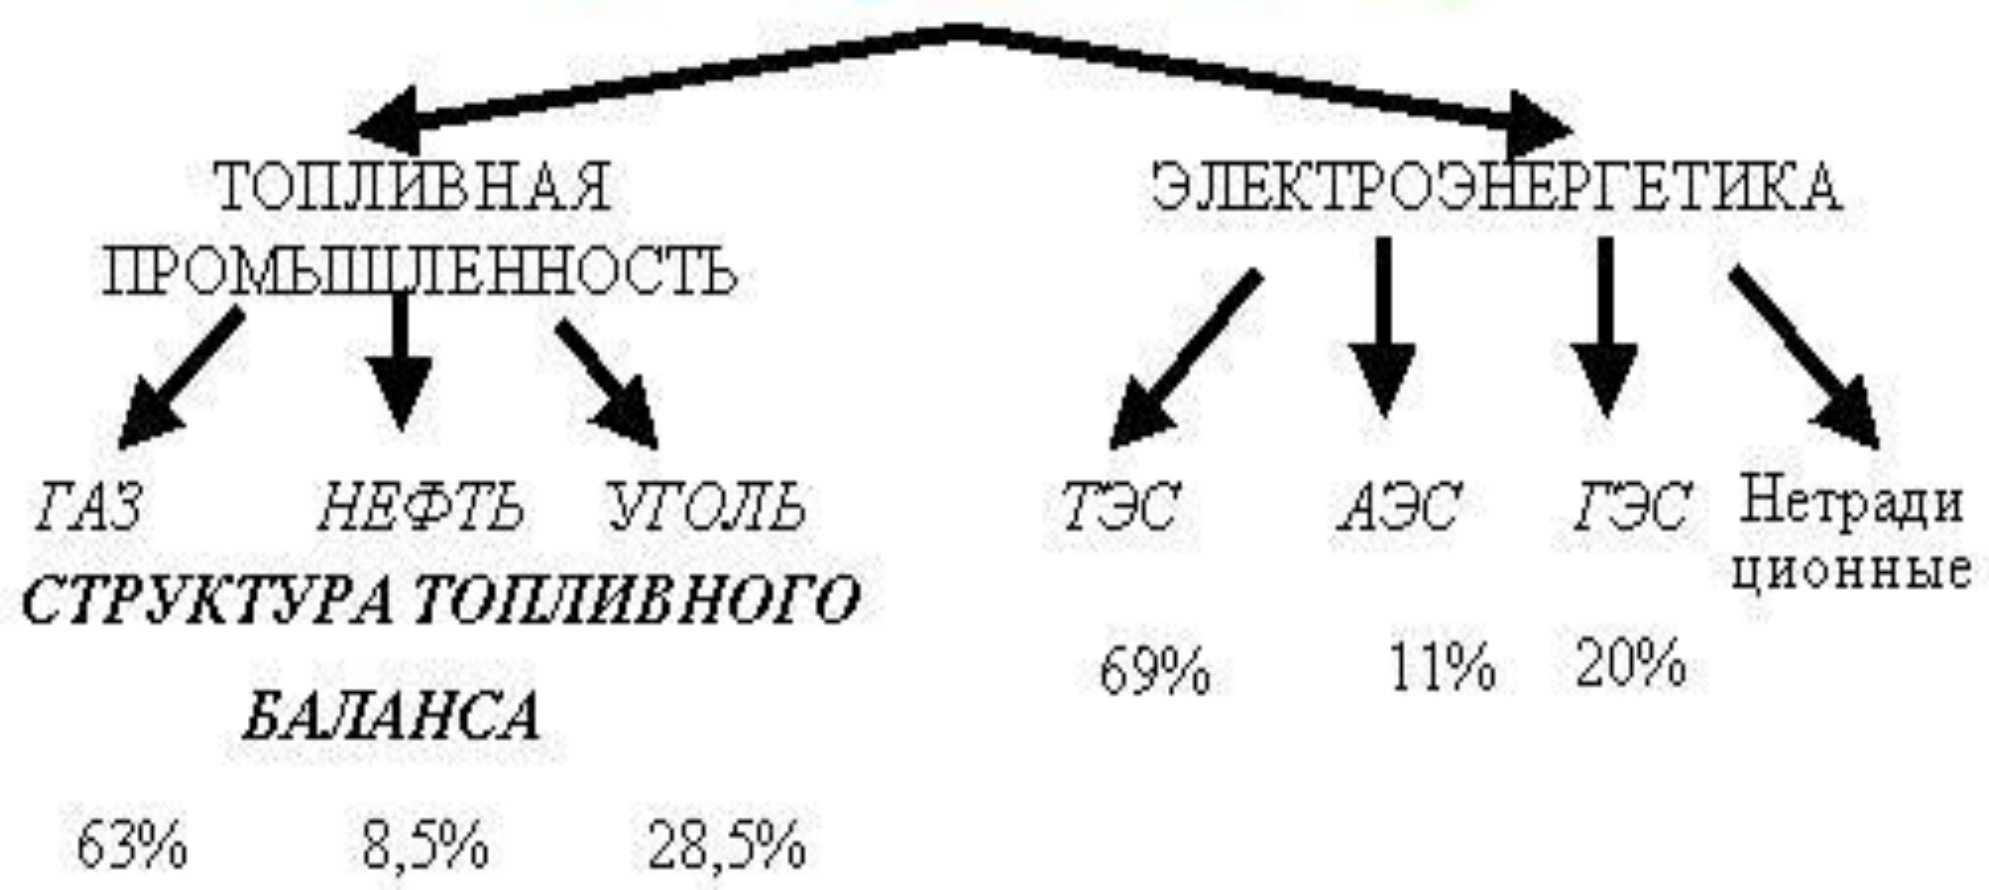 ТОПЛИВНАЯ
ПРОМЫШЛЕННОСТЬ
ГАЗ НЕФТЬ УГОЛЬ
СТРУКТУРА ТОПЛИВНОГО
БАЛАНСА
63% 8,5% 28,5%
ЭЛЕКТРОЭНЕРГЕТИКА
ТЭС АЭС ГЭС Нетради
ционные
69% 11% 20%